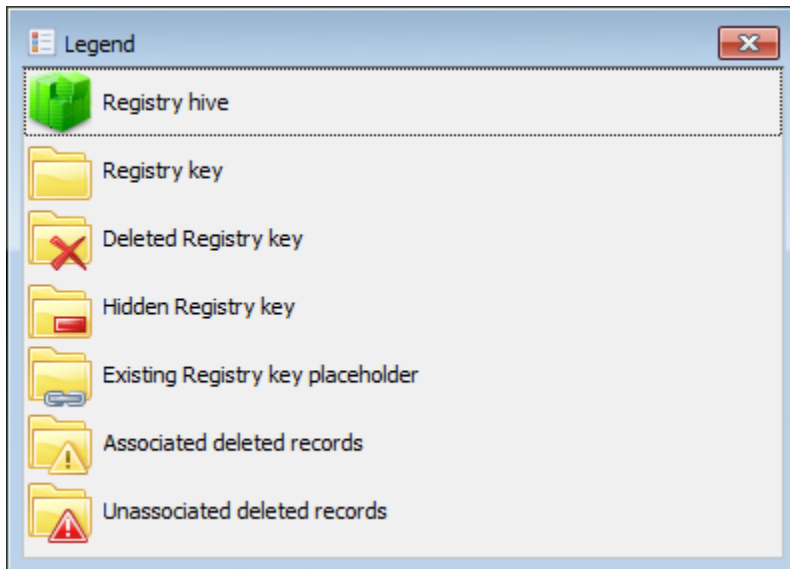 Legend
Registry hive
Registry key
Deleted Registry key
Hidden Registry key
Existing Registry key placeholder
Associated deleted records
Unassociated deleted records